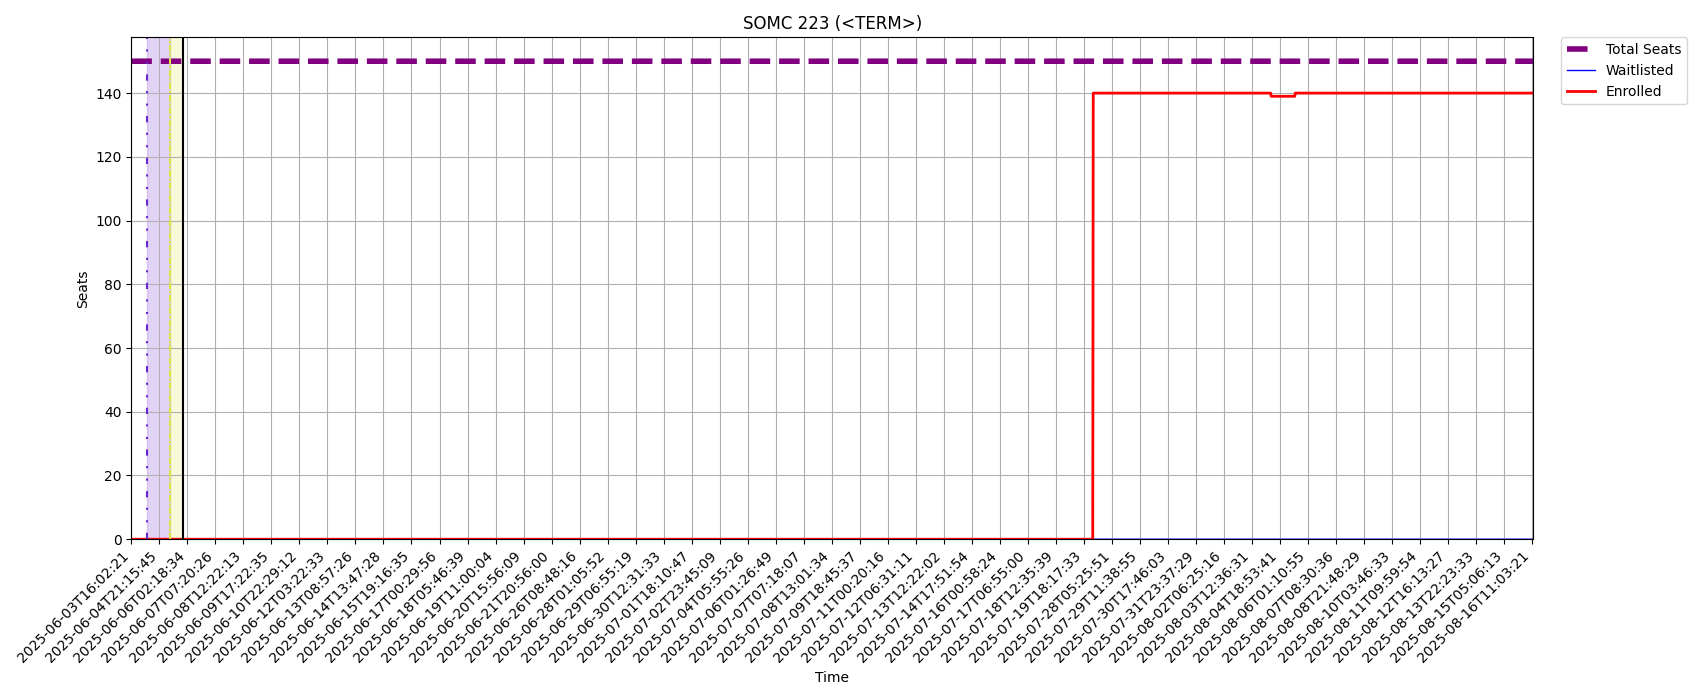 SOMC 223 (<TERM>)
Total Seats
Waitlisted
Enrolled
Seats
140
120
100
80
60
40
20
0
2025-06-03T16:02:21
2025-06-04T21:15:45
2025-06-06T02:18:34
2025-06-07T07:20:26
2025-06-08T12:22:13
2025-06-09T17:22:35
2025-06-10T22:29:12
2025-06-12T03:22:33
2025-06-13T08:57:26
2025-06-14T13:47:28
2025-06-15T19:16:35
2025-06-17T00:29:56
2025-06-18T05:46:39
2025-06-19T11:00:04
2025-06-20T15:56:09
2025-06-21T20:56:00
2025-06-26T08:48:16
2025-06-28T01:05:52
2025-06-29T06:55:19
2025-06-30T12:31:33
2025-07-01T18:10:47
2025-07-02T23:45:09
2025-07-04T05:55:26
2025-07-06T01:26:49
2025-07-07T07:18:07
2025-07-08T13:01:34
2025-07-09T18:45:37
2025-07-11T00:20:16
2025-07-12T06:31:11
2025-07-13T12:22:02
2025-07-14T17:51:54
2025-07-16T00:58:24
2025-07-17T06:55:00
2025-07-18T12:35:39
2025-07-19T18:17:33
2025-07-28T05:25:51
2025-07-29T11:38:55
2025-07-30T17:46:03
2025-07-31T23:37:29
2025-08-02T06:25:16
2025-08-03T12:36:31
2025-08-04T18:53:41
2025-08-06T01:10:55
2025-08-07T08:30:36
2025-08-08T21:48:29
2025-08-10T03:46:33
2025-08-11T09:59:54
2025-08-12T16:13:27
2025-08-13T22:23:33
2025-08-15T05:06:13
2025-08-16T11:03:21
Time